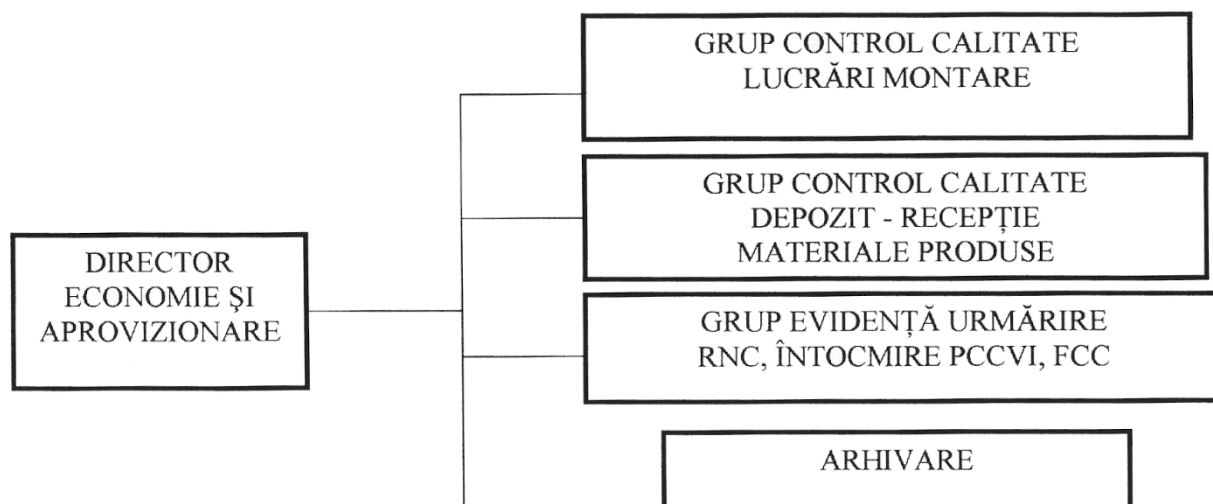 GRUP CONTROL CALITATE
LUCRĂRI MONTARE
GRUP CONTROL CALITATE
DEPOZIT - RECEPȚIE
MATERIALE PRODUSE
DIRECTOR
ECONOMIE ŞI
APROVIZIONARE
GRUP EVIDENȚĂ URMĂRIRE
RNC, ÎNTOCMIRE PCCVI, FCC
ARHIVARE